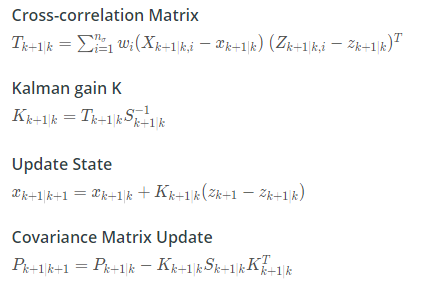 Cross-correlation Matrix
T_{k+1|k} = \sum_{i=1}^{n_σ} w_i(X_{k+1|k,i} − x_{k+1|k}) (Z_{k+1|k,i} − z_{k+1|k})^T
Kalman gain K
K_{k+1|k} = T_{k+1|k}S_{k+1|k}^{−1}
Update State
x_{k+1|k+1} = x_{k+1|k} + K_{k+1|k}(z_{k+1} − z_{k+1|k})
Covariance Matrix Update
P_{k+1|k+1} = P_{k+1|k} − K_{k+1|k}S_{k+1|k}K_{k+1|k}^T